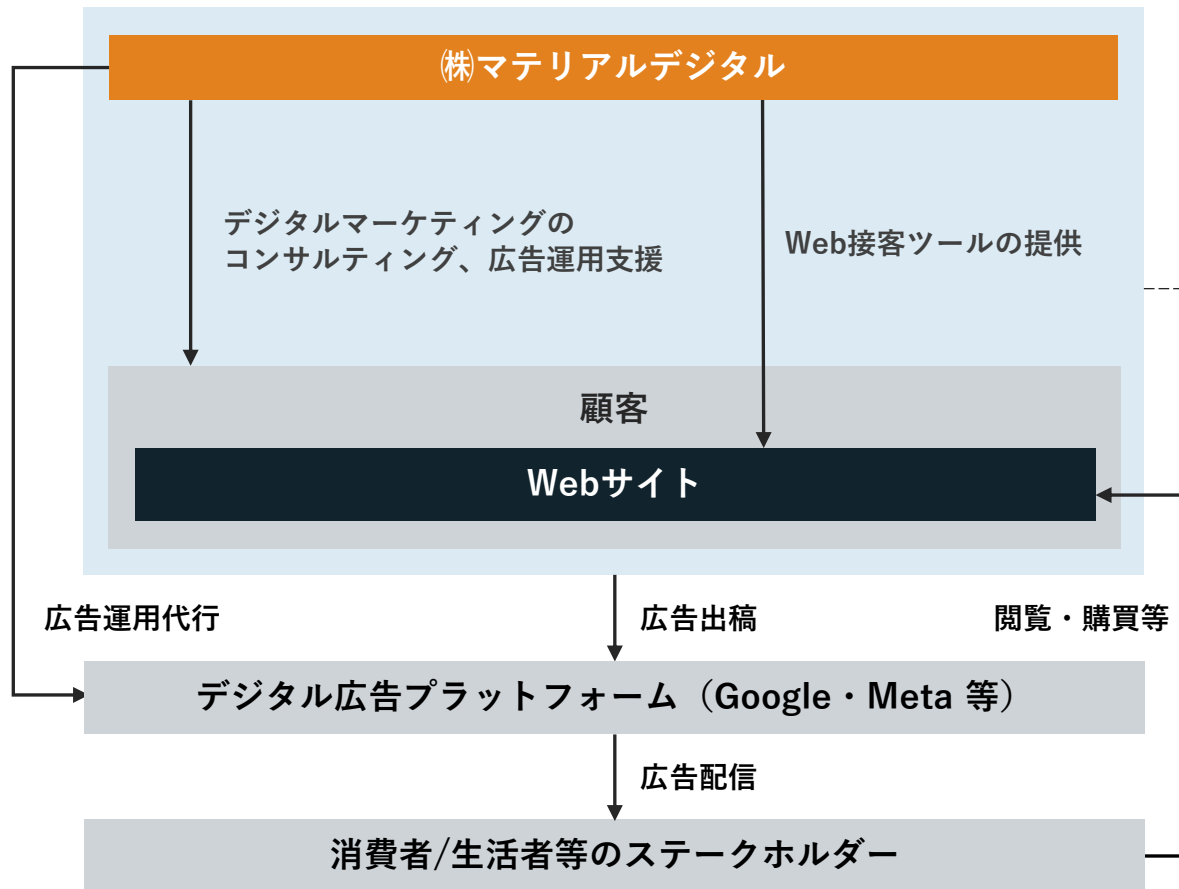 ㈱マテリアルデジタル
デジタルマーケティングの
コンサルティング、広告運用支援
Web接客ツールの提供
顧客
Webサイト
広告運用代行
広告出稿
閲覧・購買等
デジタル広告プラットフォーム（Google・Meta 等）
広告配信
消費者/生活者等のステークホルダー